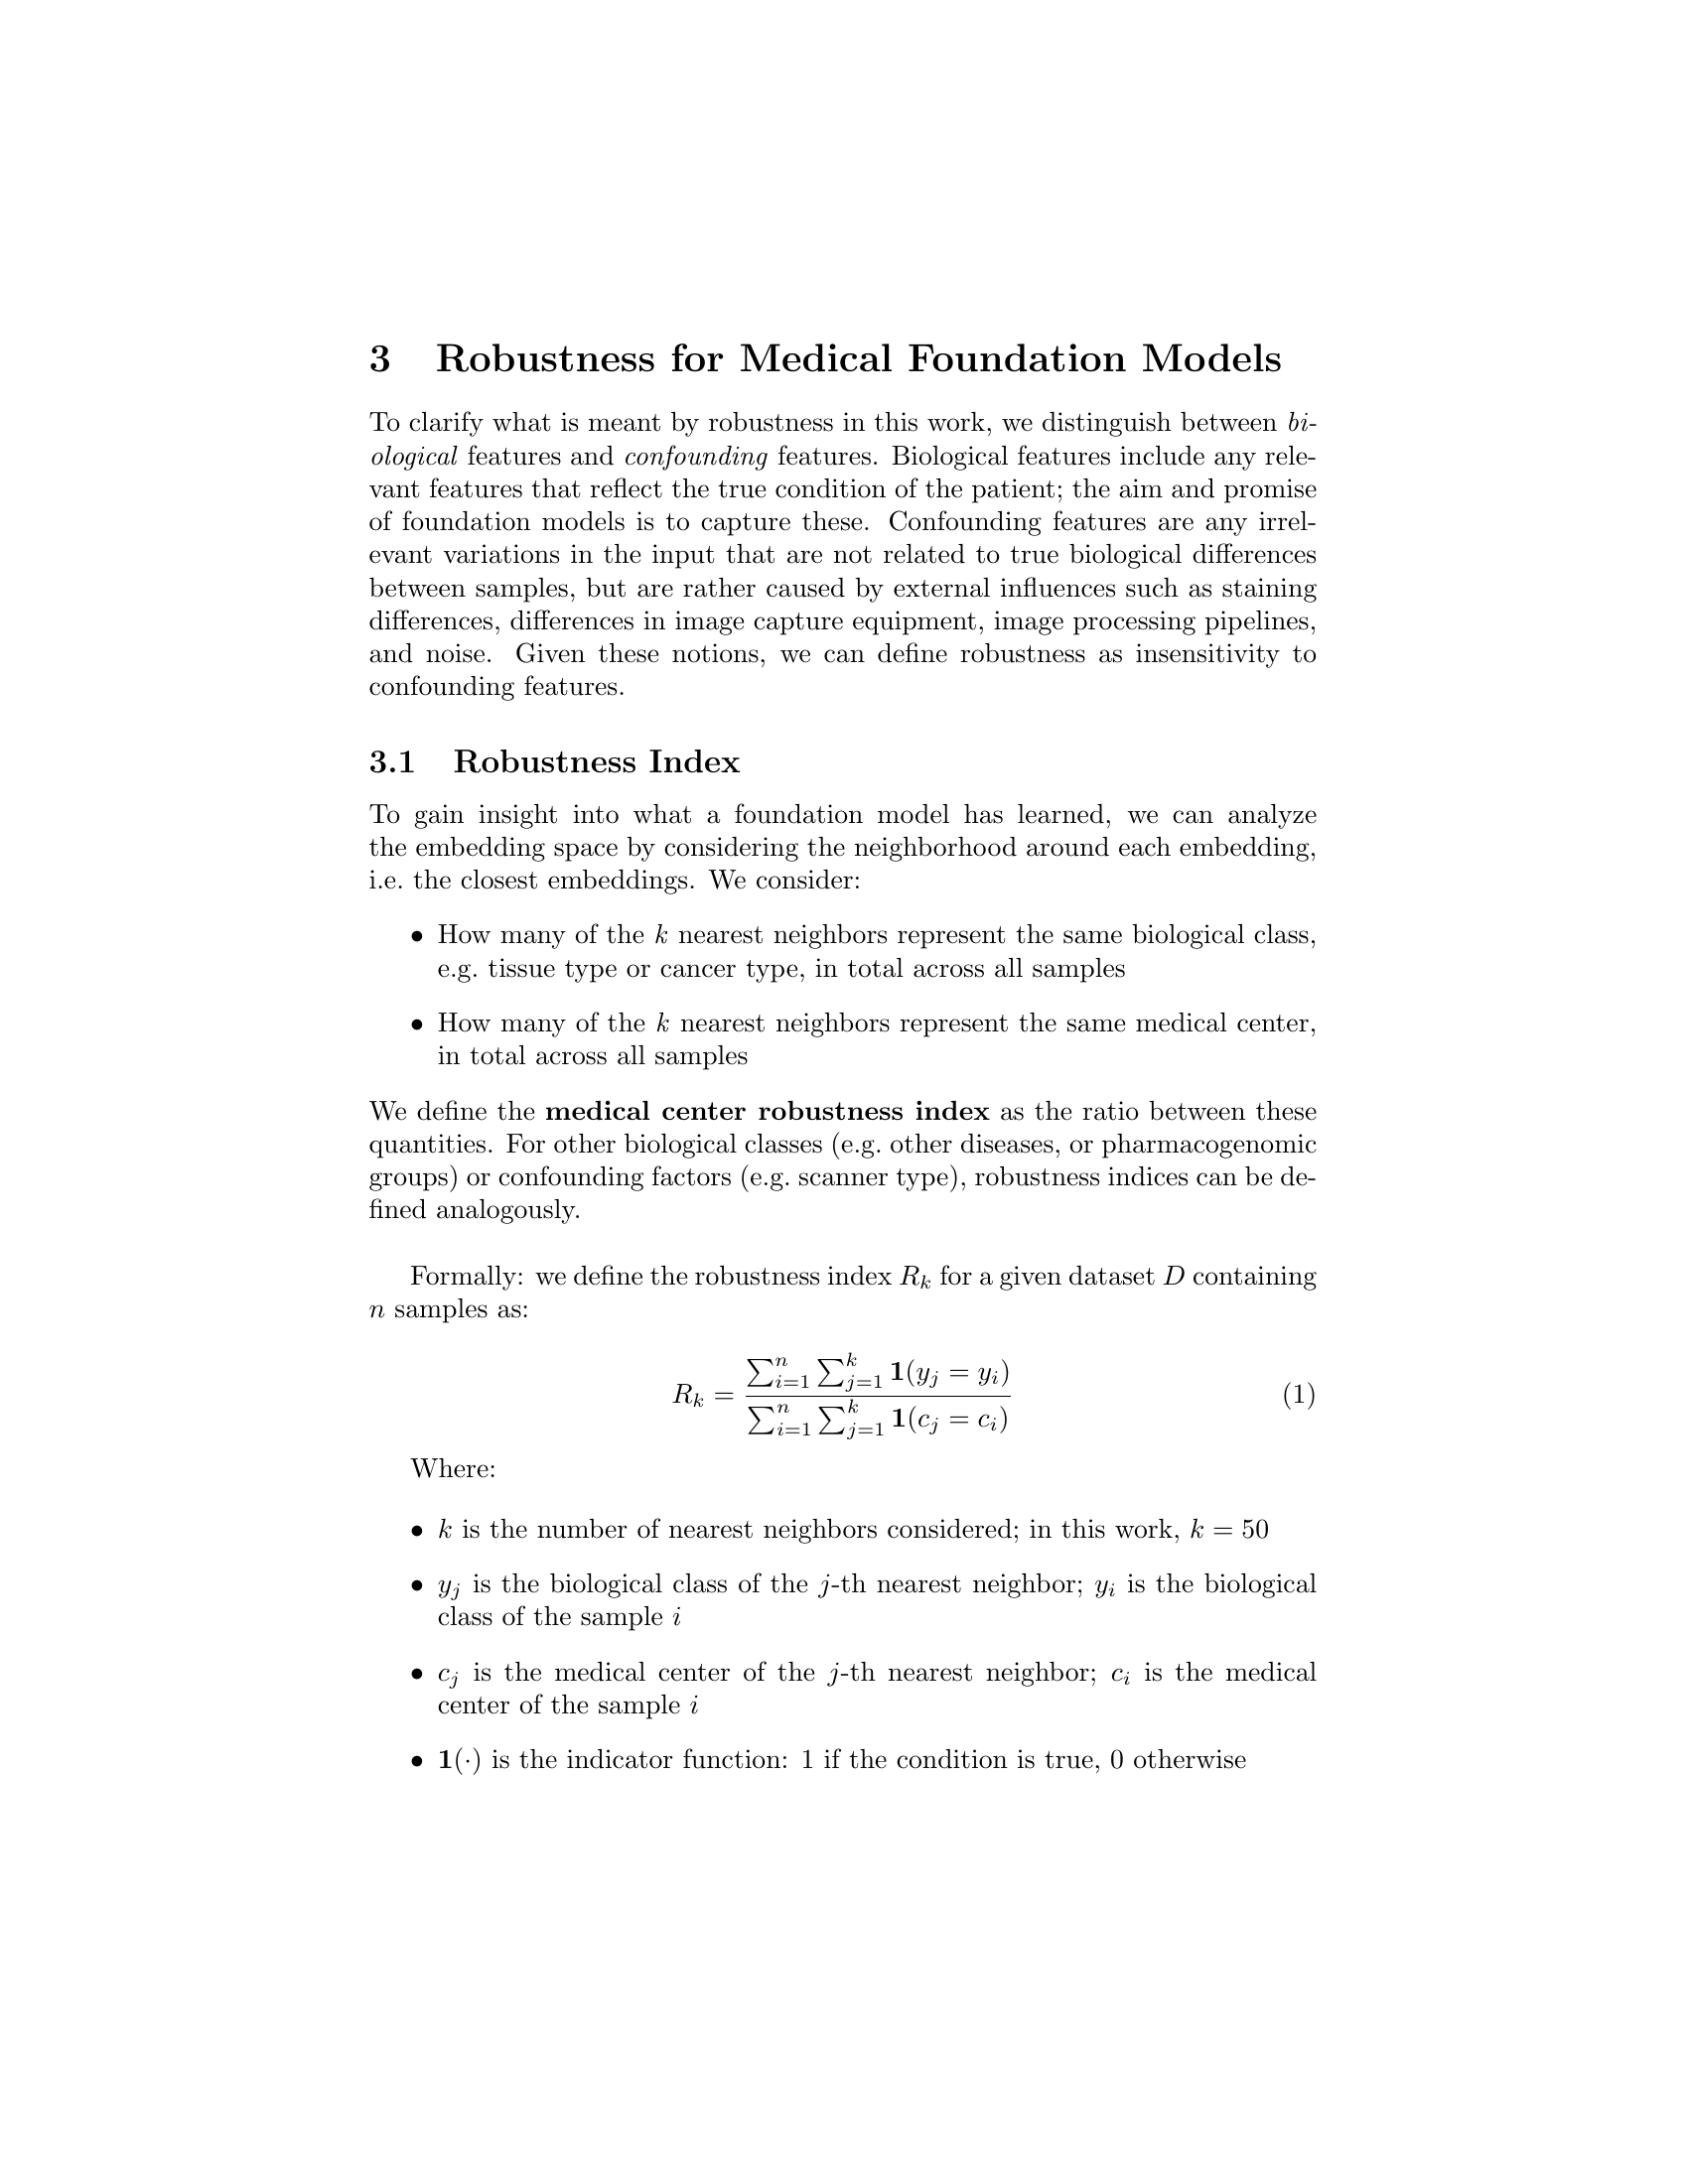 3 Robustness for Medical Foundation Models
To clarify what is meant by robustness in this work, we distinguish between bi-
ological features and confounding features. Biological features include any rele-
vant features that reflect the true condition of the patient; the aim and promise
of foundation models is to capture these. Confounding features are any irrel-
evant variations in the input that are not related to true biological differences
between samples, but are rather caused by external influences such as staining
differences, differences in image capture equipment, image processing pipelines,
and noise. Given these notions, we can define robustness as insensitivity to
confounding features.
3.1 Robustness Index
To gain insight into what a foundation model has learned, we can analyze
the embedding space by considering the neighborhood around each embedding,
i.e. the closest embeddings. We consider:
• How many of the k nearest neighbors represent the same biological class,
e.g. tissue type or cancer type, in total across all samples
• How many of the k nearest neighbors represent the same medical center,
in total across all samples
We define the medical center robustness index as the ratio between these
quantities. For other biological classes (e.g. other diseases, or pharmacogenomic
groups) or confounding factors (e.g. scanner type), robustness indices can be de-
fined analogously.
Formally: we define the robustness index R_k for a given dataset D containing
n samples as:
R_k = \frac{\sum_{i=1}^{n} \sum_{j=1}^{k} \mathbf{1}(y_j = y_i)}{\sum_{i=1}^{n} \sum_{j=1}^{k} \mathbf{1}(c_j = c_i)} (1)
Where:
• k is the number of nearest neighbors considered; in this work, k = 50
• y_j is the biological class of the j-th nearest neighbor; y_i is the biological
class of the sample i
• c_j is the medical center of the j-th nearest neighbor; c_i is the medical
center of the sample i
• 1(·) is the indicator function: 1 if the condition is true, 0 otherwise